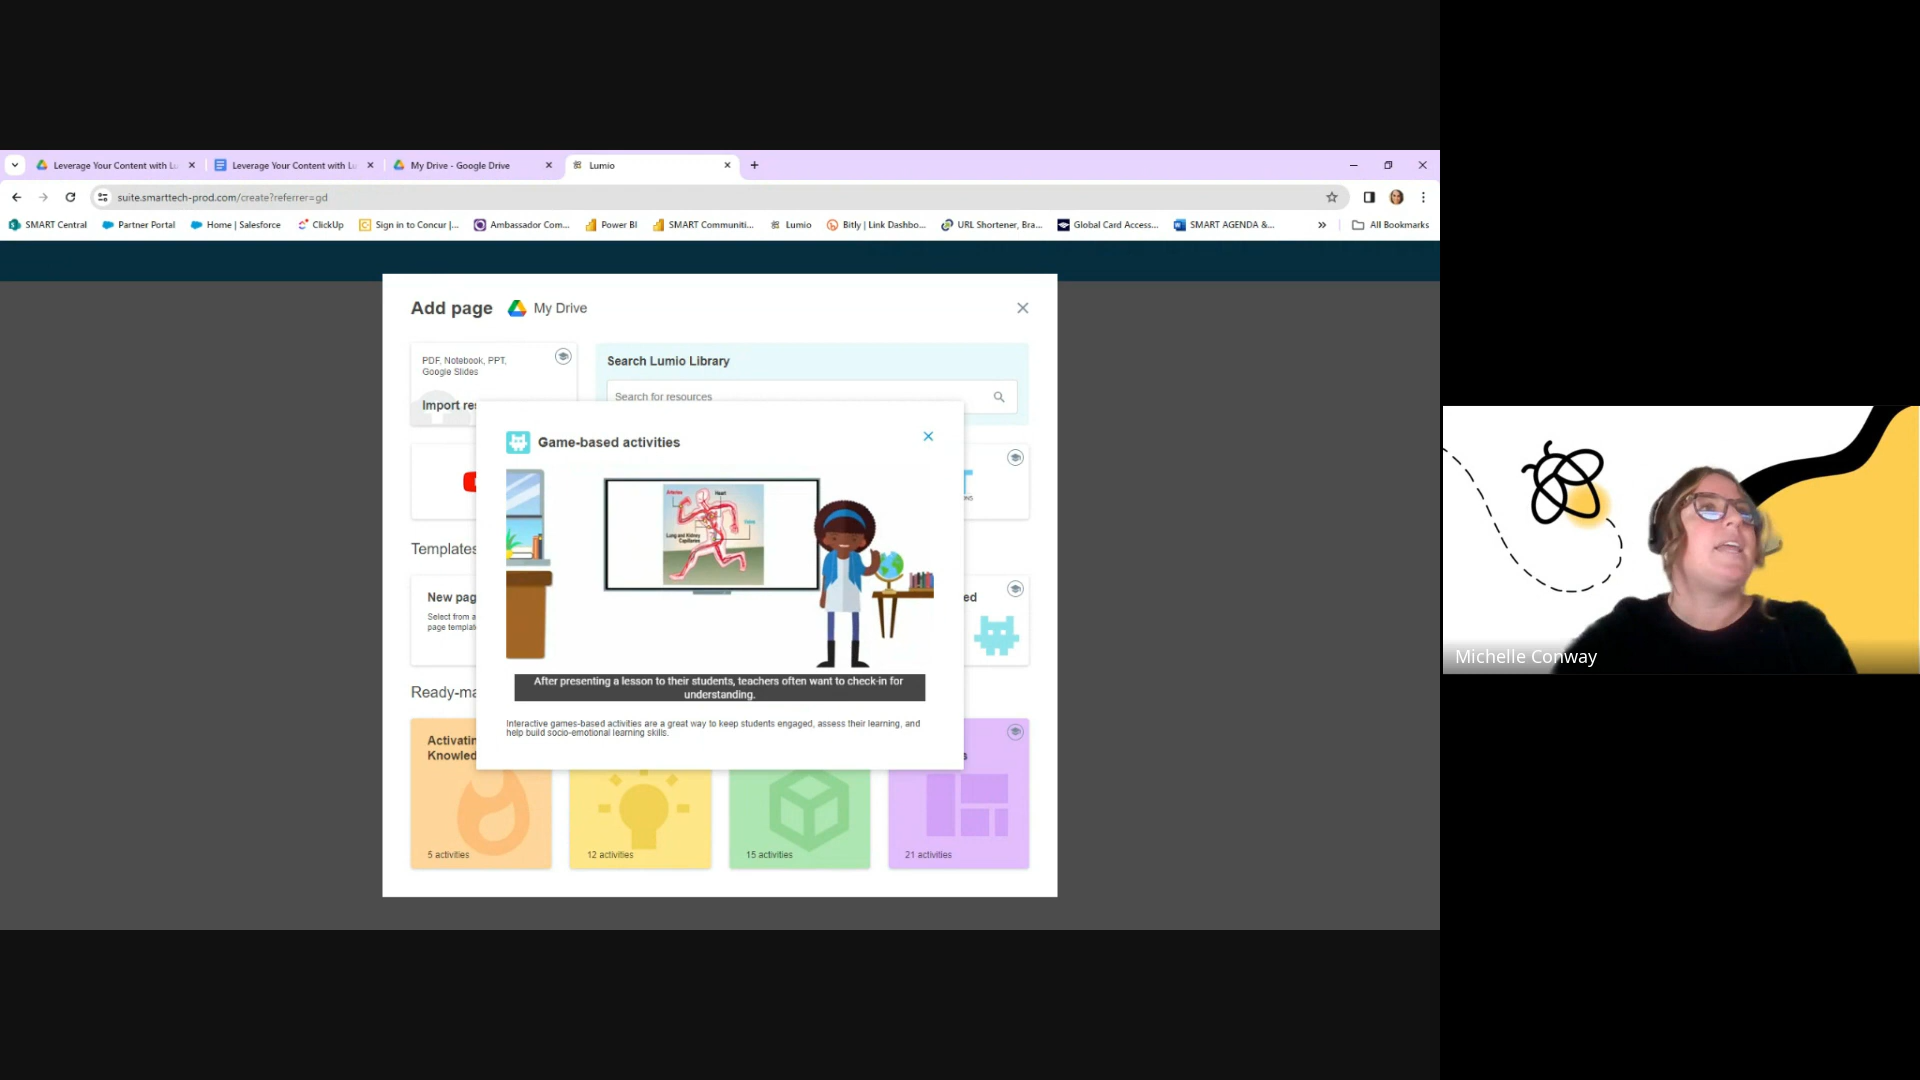 Leverage Your Content with Lu
Leverage Your Content with Lu
My Drive - Google Drive
Lumio
suite.smarttech-prod.com/create?referrer=gd
SMART Central
Partner Portal
Home | Salesforce
ClickUp
Sign in to Concur |...
Ambassador Com...
Power BI
SMART Communiti...
Lumio
Bitly | Link Dashbo...
URL Shortener, Bra...
Global Card Access...
SMART AGENDA &...
All Bookmarks
Add page
My Drive
PDF, Notebook, PPT,
Google Slides
Import re
Search Lumio Library
Search for resources
Game-based activities
Arteries
Heart
Lung and Kidney
Capillaries
After presenting a lesson to their students, teachers often want to check-in for
understanding.
Interactive games-based activities are a great way to keep students engaged, assess their learning, and
help build socio-emotional learning skills.
Templates
New pag
Select from a
page templat
ed
Ready-ma
Activatin
Knowled
5 activities
12 activities
15 activities
21 activities
Michelle Conway